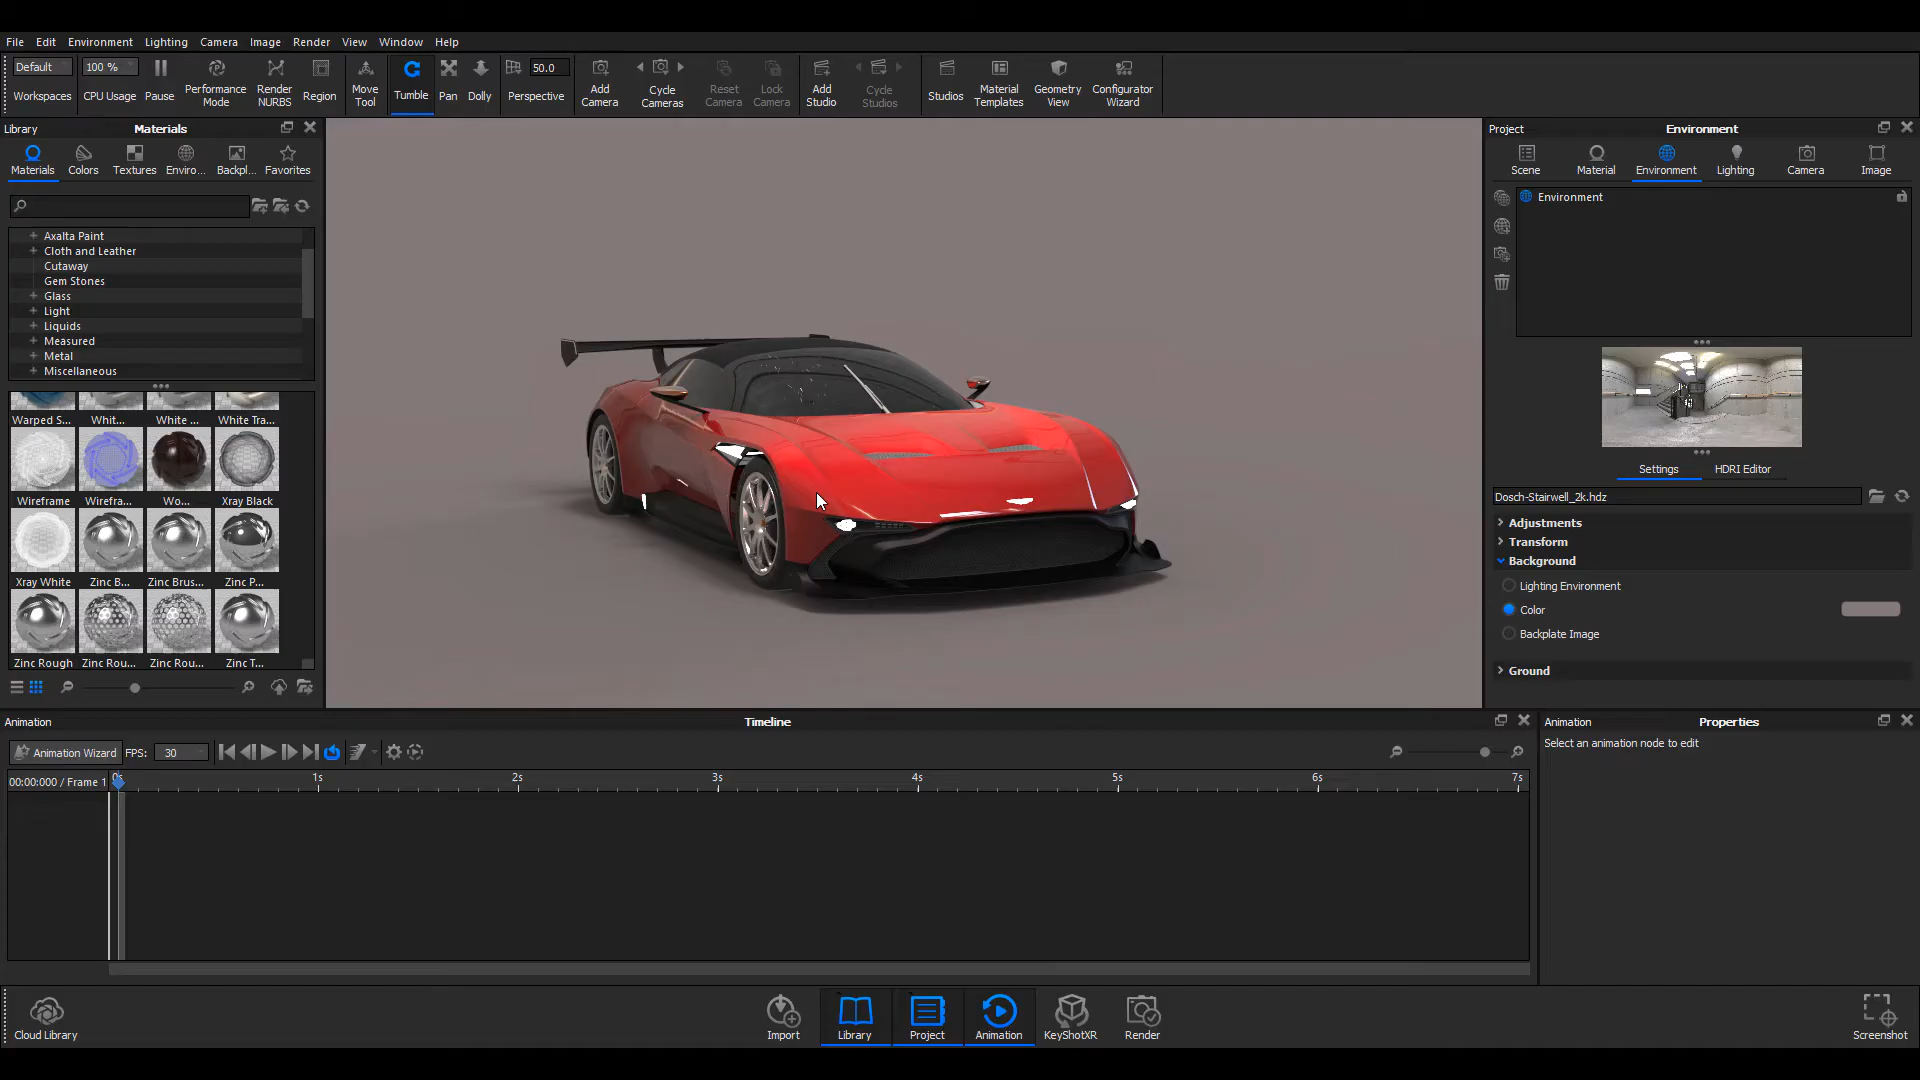 File Edit Environment Lighting Camera Image Render View Window Help
Default 100 % 50.0
Workspaces CPU Usage Pause Performance Mode Render NURBS Region Move Tool Tumble Pan Dolly Perspective Add Camera Cycle Cameras Reset Camera Lock Camera Add Studio Cycle Studios Studios Material Templates Geometry View Configurator Wizard
Library Materials
Materials Colors Textures Enviro... Backpl... Favorites
Axalta Paint
Cloth and Leather
Cutaway
Gem Stones
Glass
Light
Liquids
Measured
Metal
Miscellaneous
Warped S... Whit... White ... White Tra...
Wireframe Wirefra... Wo... Xray Black
Xray White Zinc B... Zinc Brus... Zinc P...
Zinc Rough Zinc Rou... Zinc Rou... Zinc T...
Project Environment
Scene Material Environment Lighting Camera Image
Environment
Settings HDRI Editor
Dosch-Stairwell_2k.hdz
Adjustments
Transform
Background
Lighting Environment
Color
Backplate Image
Ground
Animation Timeline
Animation Wizard FPS: 30
00:00:000 / Frame 1 0s 1s 2s 3s 4s 5s 6s 7s
Animation Properties
Select an animation node to edit
Cloud Library Import Library Project Animation KeyShotXR Render Screenshot